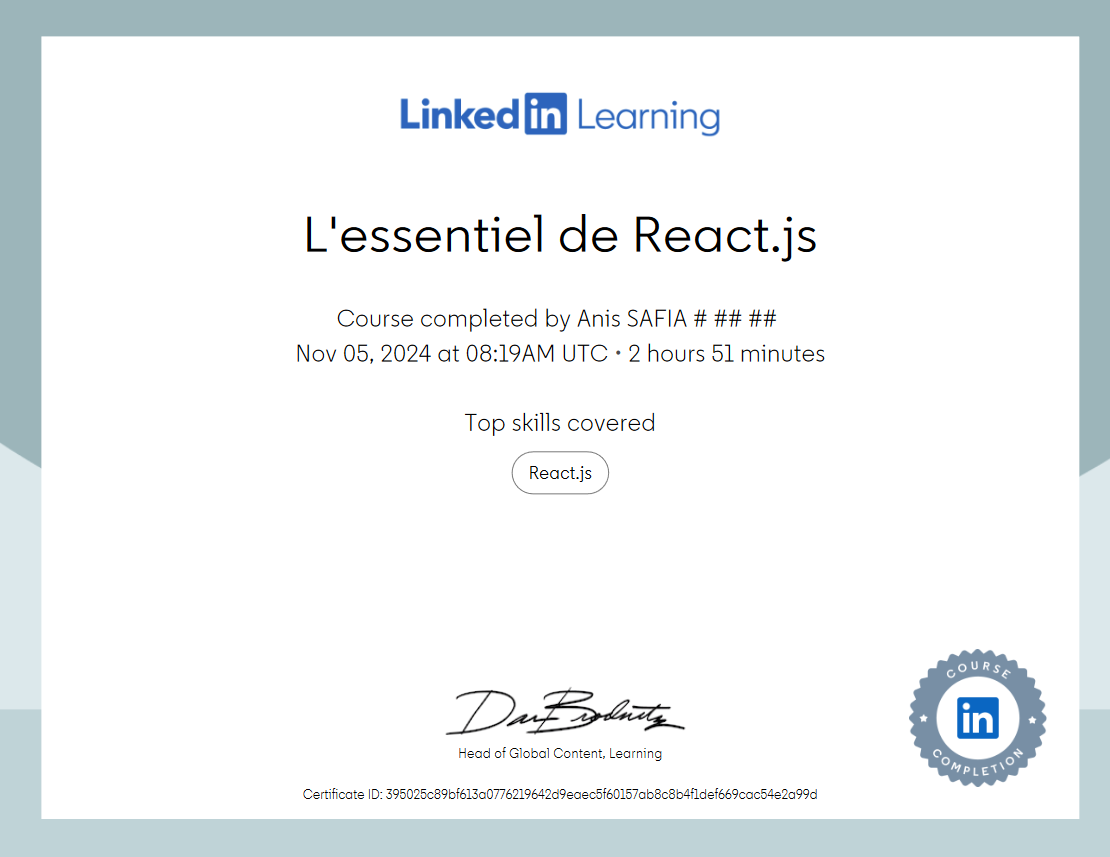 Linked in Learning
L'essentiel de React.js
Course completed by Anis SAFIA # ## ##
Nov 05, 2024 at 08:19AM UTC • 2 hours 51 minutes
Top skills covered
React.js
Dan Brodnitz
Head of Global Content, Learning
COURSE
in
COMPLETION
Certificate ID: 395025c89bf613a0776219642d9eaec5f60157ab8c8b4f1def669cac54e2a99d